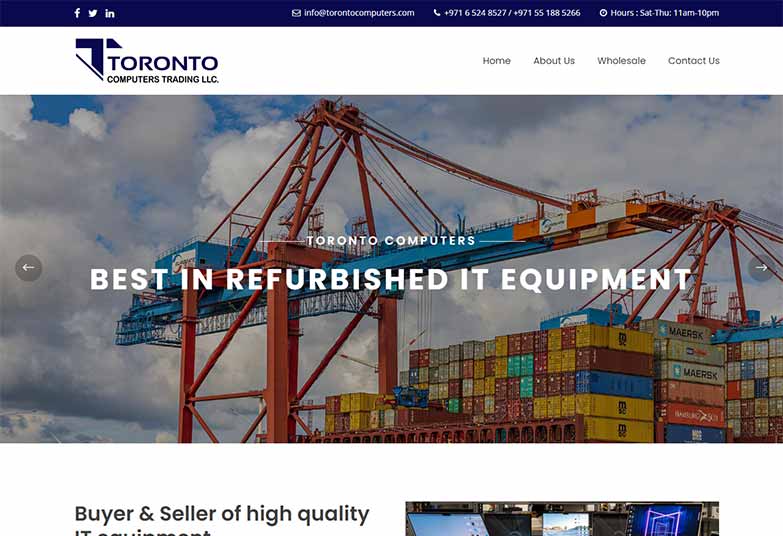 info@torontocomputers.com
+971 6 524 8527 / +971 55 188 5266
Hours : Sat-Thu: 11am-10pm
TORONTO
COMPUTERS TRADING LLC.
Home
About Us
Wholesale
Contact Us
TORONTO COMPUTERS
BEST IN REFURBISHED IT EQUIPMENT
MAERSK
MAERSK
HAMBURG SÜD
Buyer & Seller of high quality
IT equipment